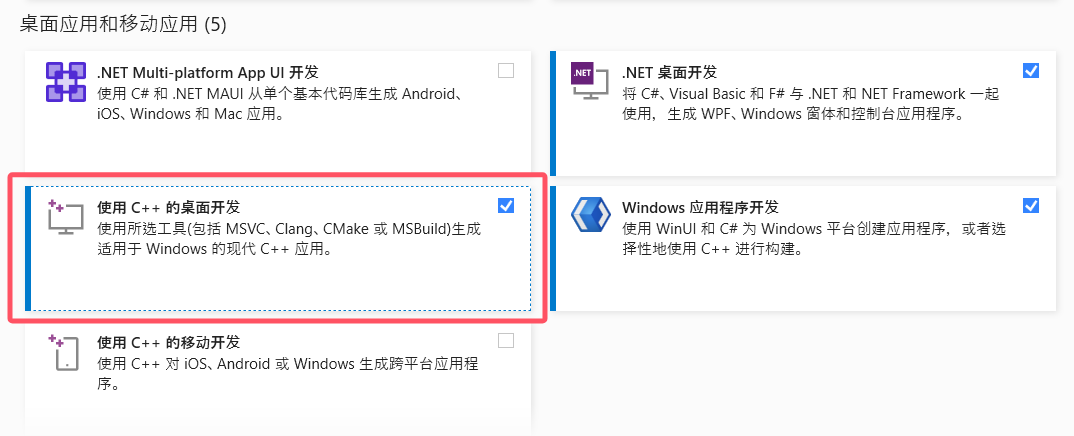 桌面应用和移动应用 (5)
.NET Multi-platform App UI 开发
使用 C# 和 .NET MAUI 从单个基本代码库生成 Android、
iOS、Windows 和 Mac 应用。
.NET
.NET 桌面开发
将 C#、Visual Basic 和 F# 与 .NET 和 NET Framework 一起
使用，生成 WPF、Windows 窗体和控制台应用程序。
使用 C++ 的桌面开发
使用所选工具(包括 MSVC、Clang、CMake 或 MSBuild)生成
适用于 Windows 的现代 C++ 应用。
Windows 应用程序开发
使用 WinUI 和 C# 为 Windows 平台创建应用程序，或者选
择性地使用 C++ 进行构建。
使用 C++ 的移动开发
使用 C++ 对 iOS、Android 或 Windows 生成跨平台应用程
序。